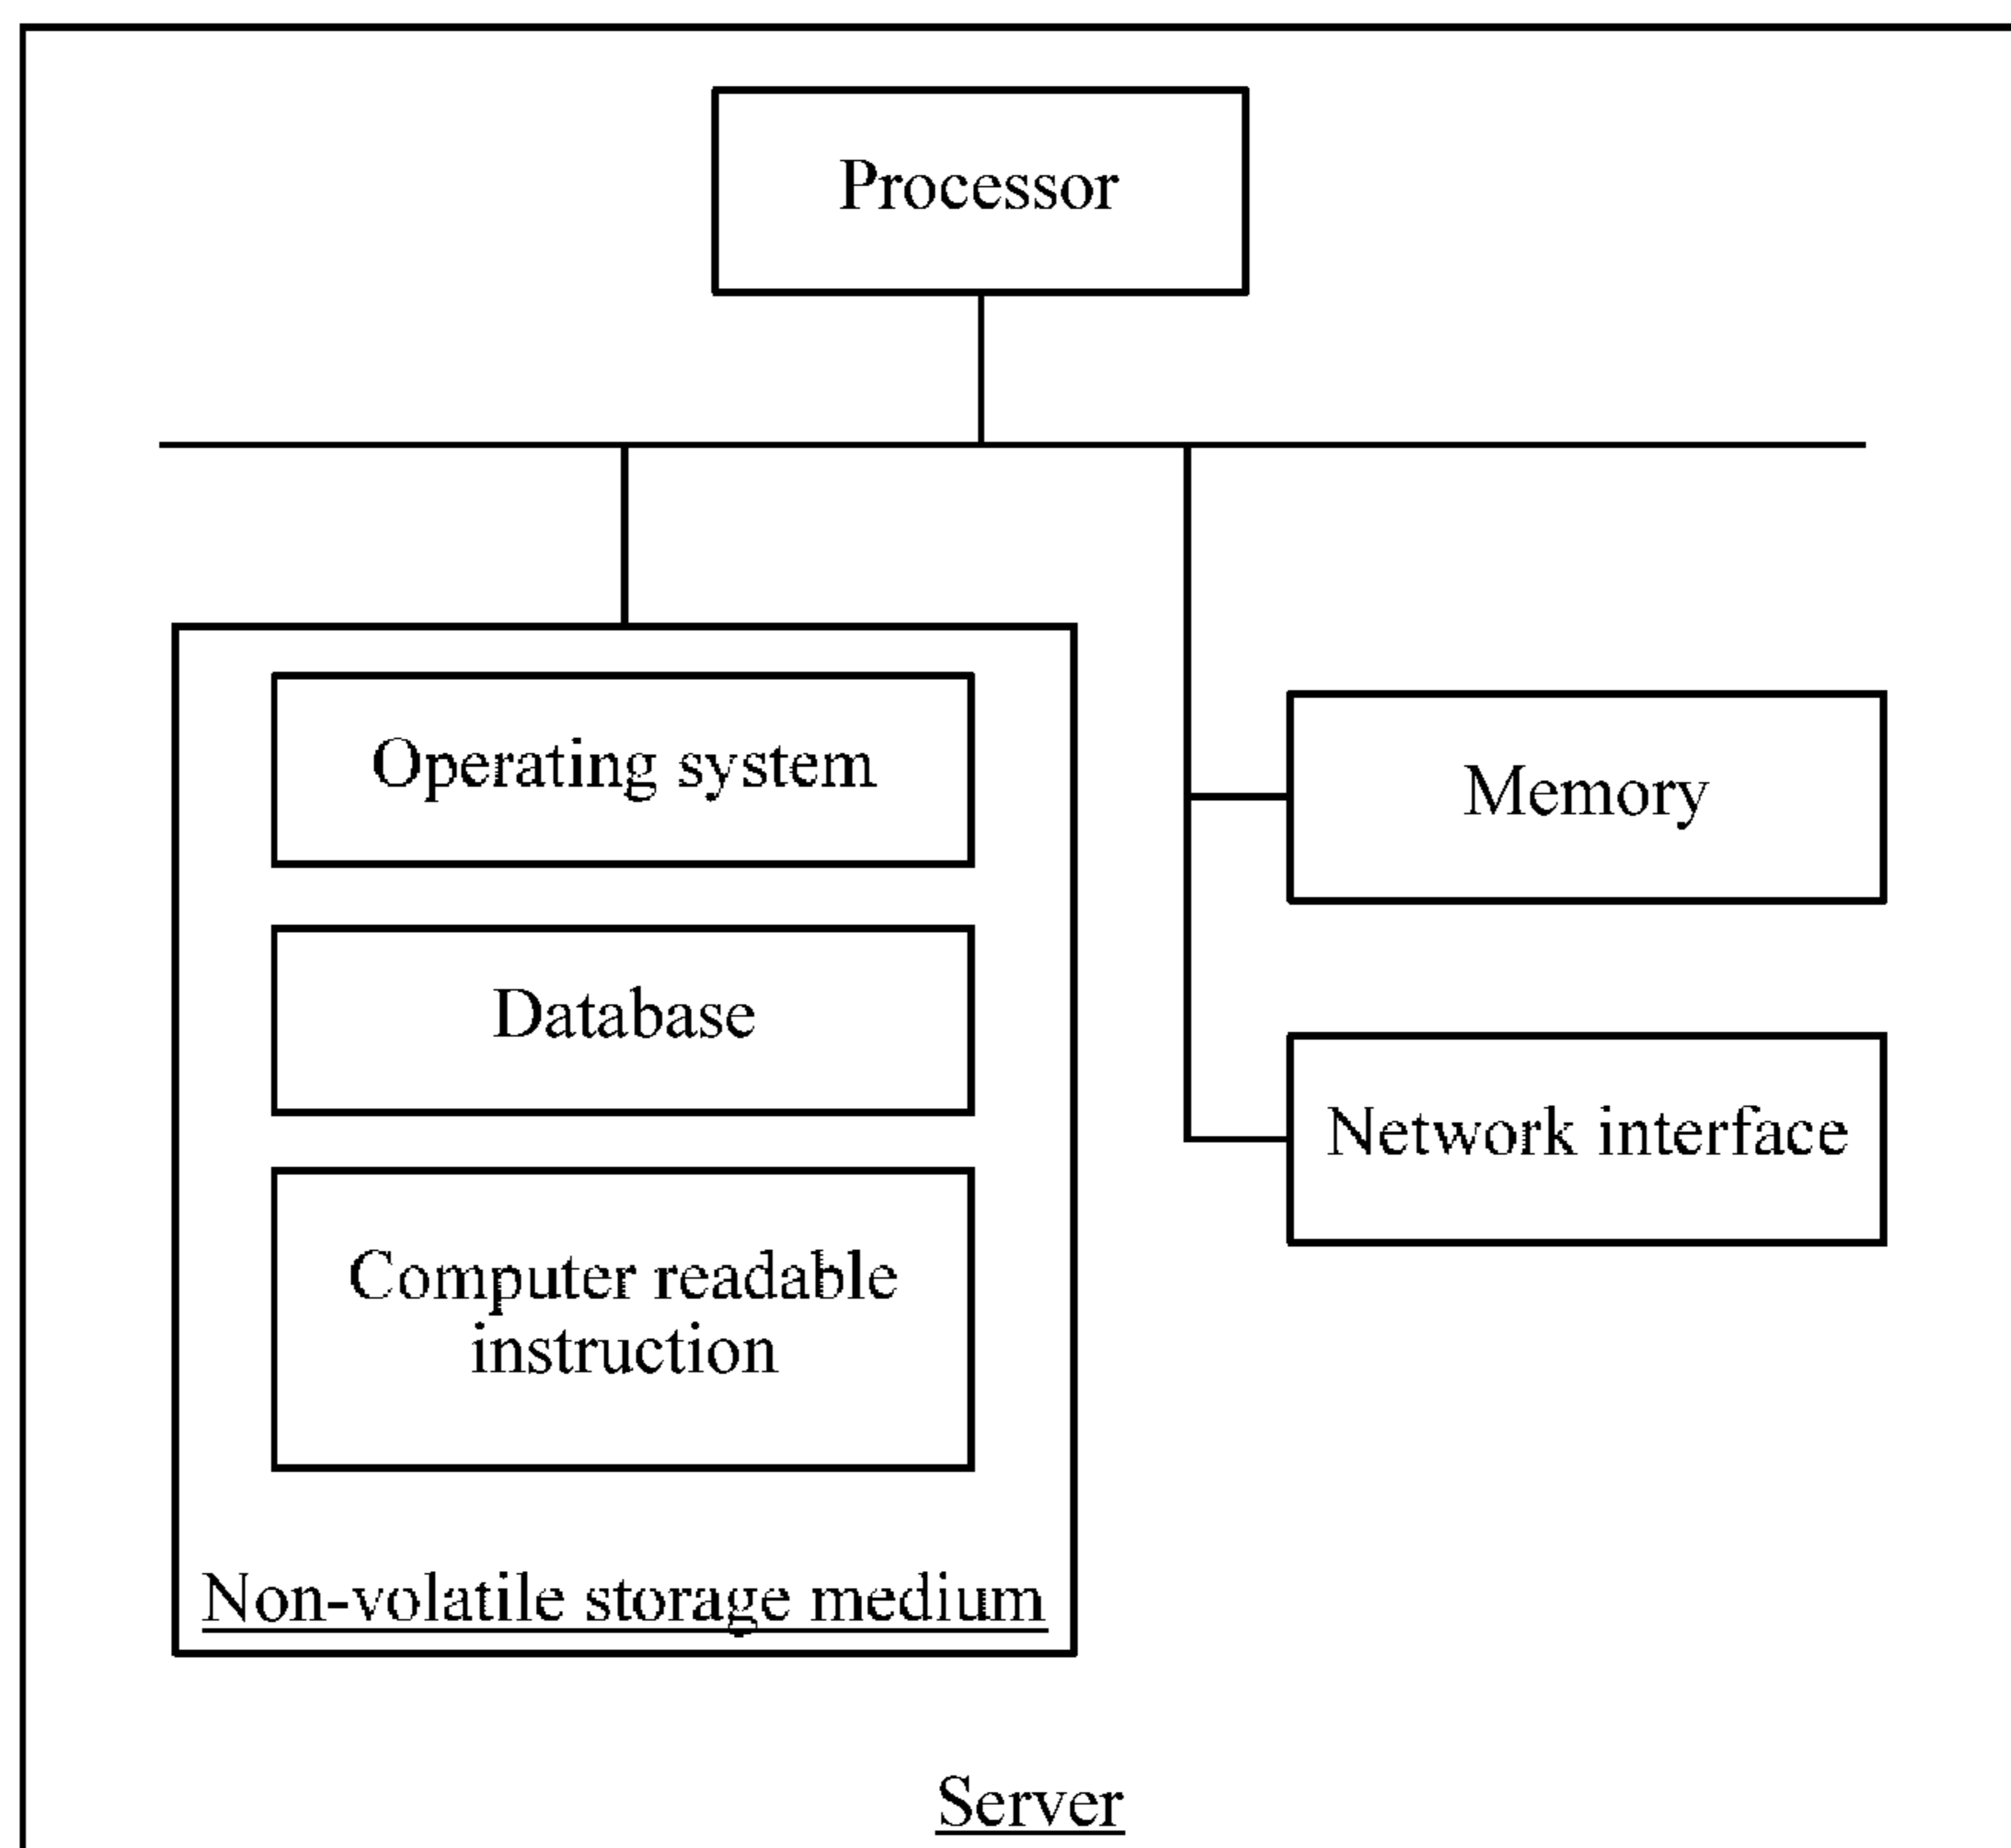 Processor
Operating system
Database
Computer readable
instruction
Non-volatile storage medium
Memory
Network interface
Server